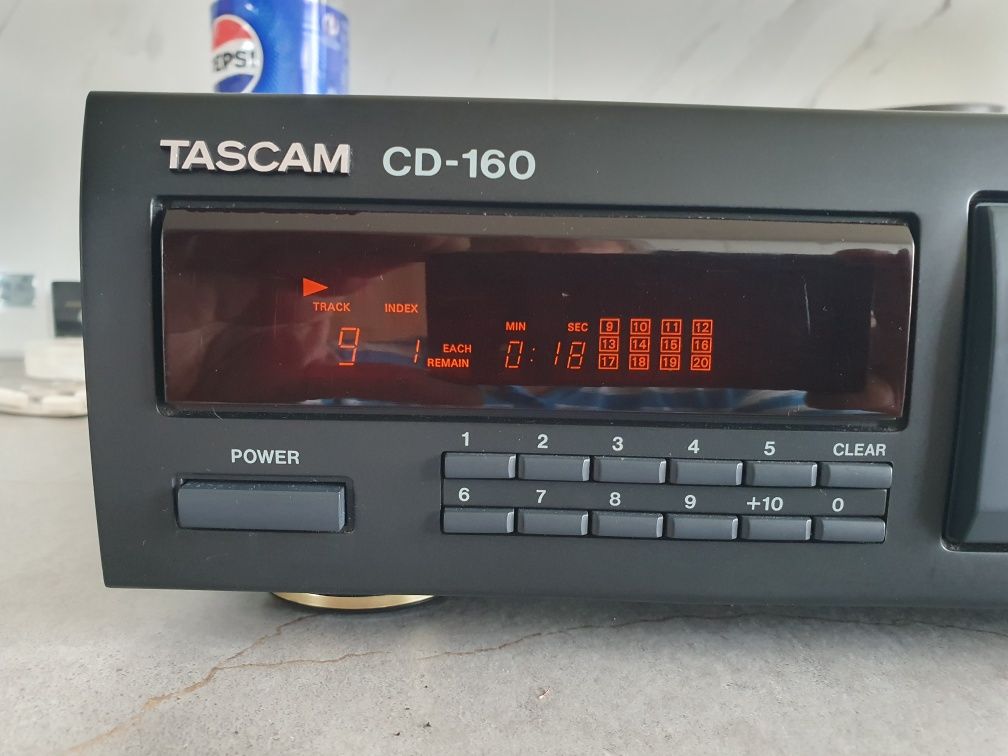 EPSI
TASCAM CD-160
TRACK INDEX
9 1
EACH
REMAIN
MIN SEC
0:18
9 10 11 12
13 14 15 16
17 18 19 20
POWER
1 2 3 4 5 CLEAR
6 7 8 9 +10 0